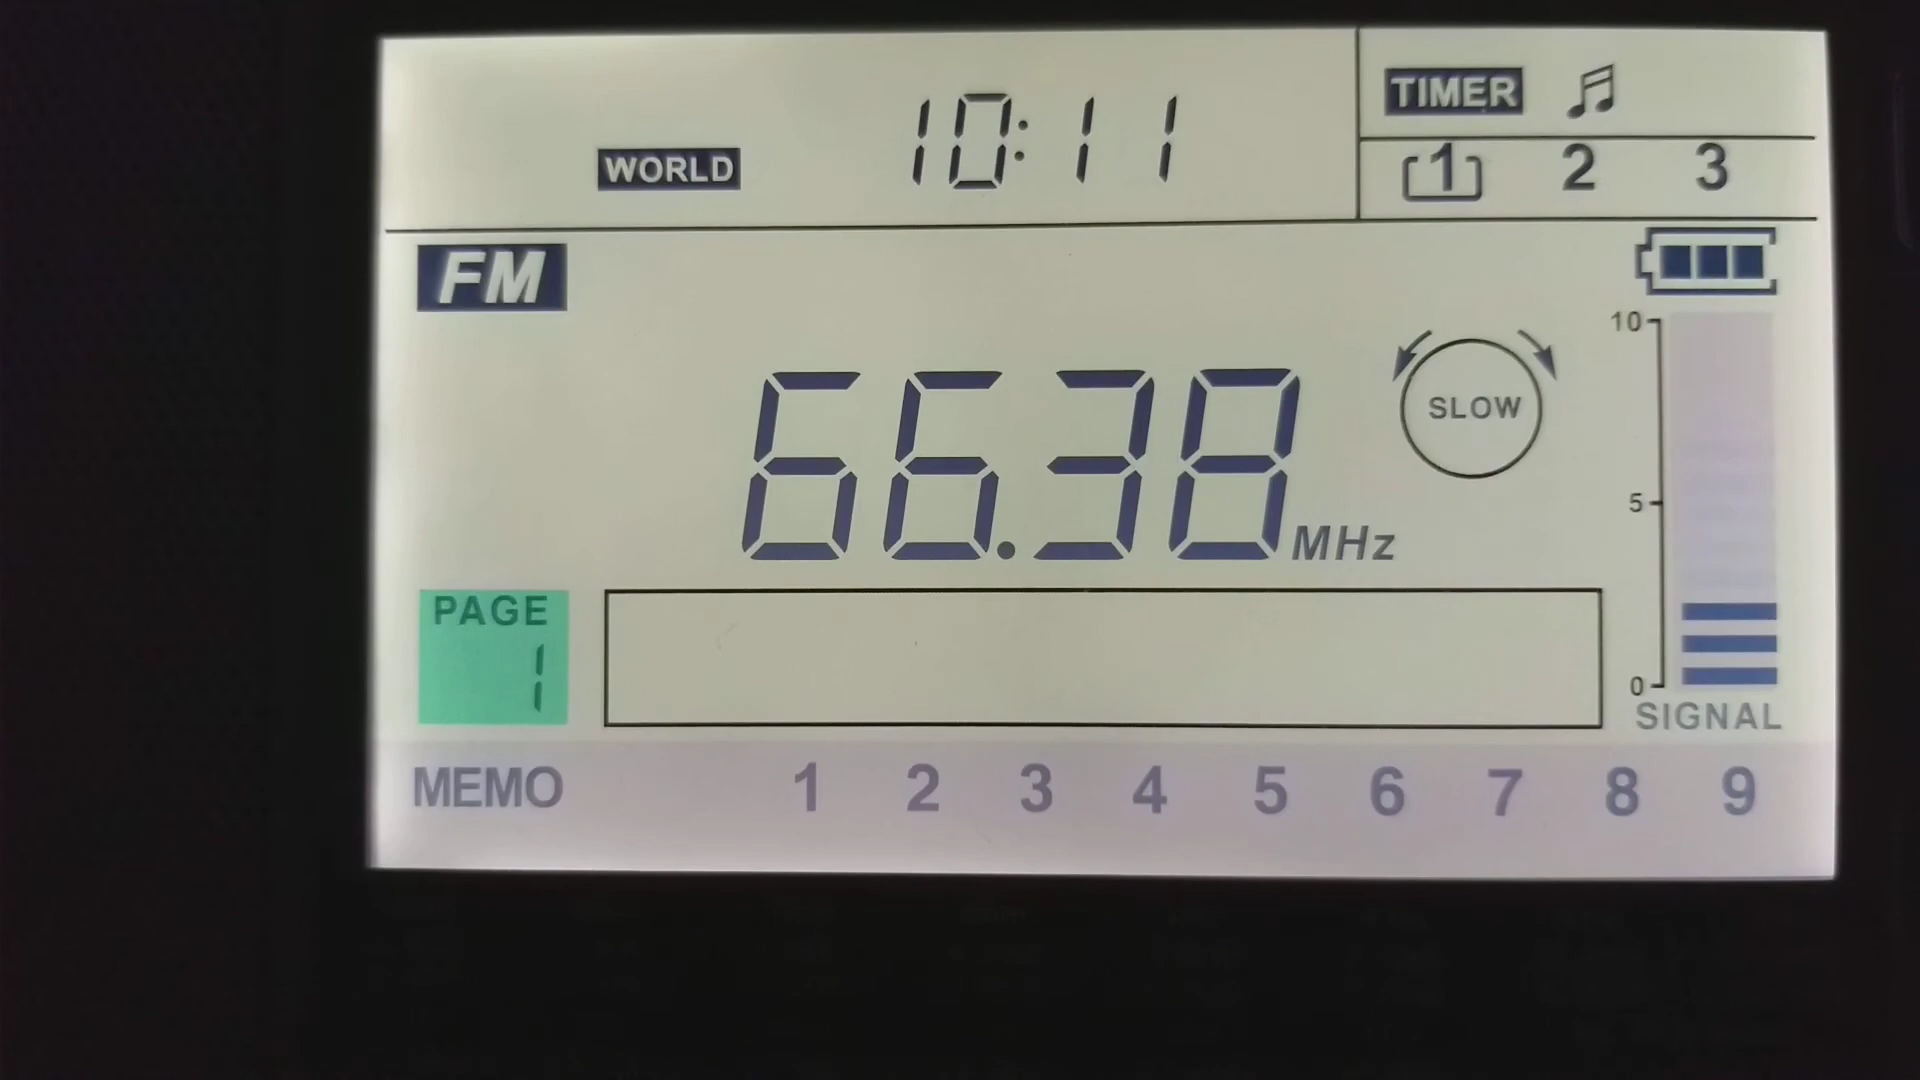 WORLD 10:11 TIMER
1 2 3
FM
66.38 MHz
SLOW
10
5
0
SIGNAL
PAGE
1
MEMO 1 2 3 4 5 6 7 8 9